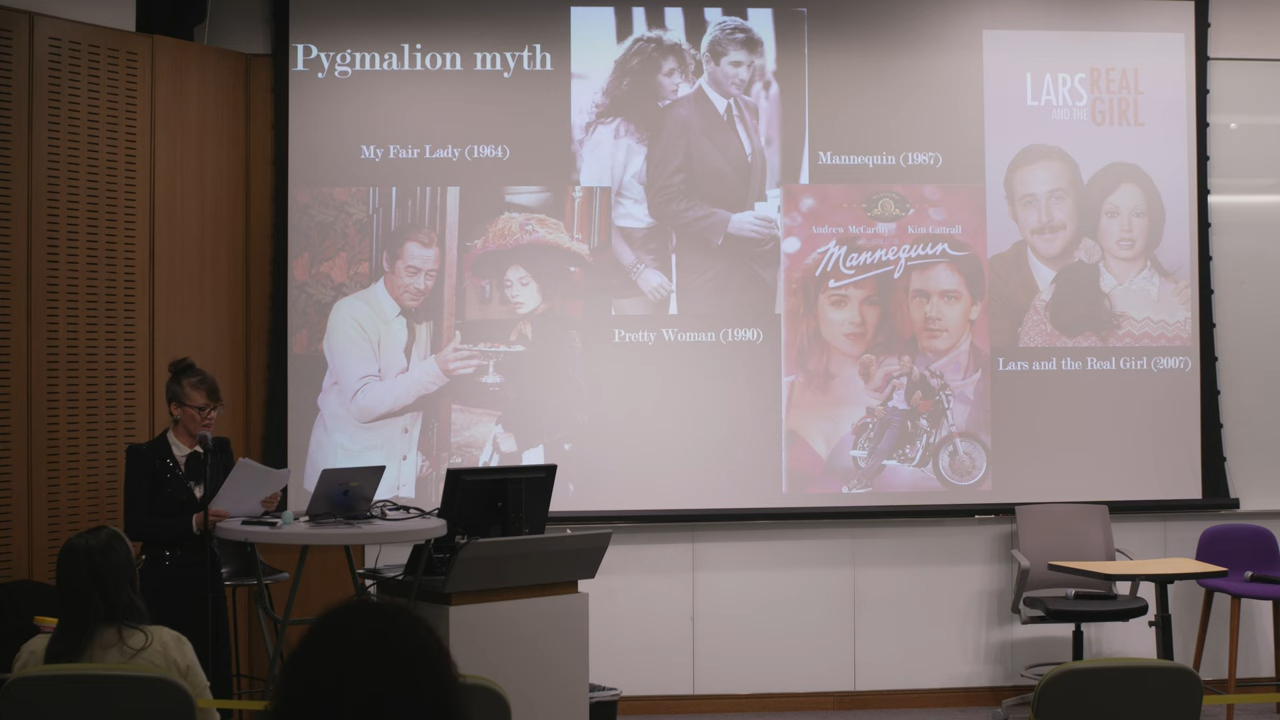 Pygmalion myth
My Fair Lady (1964)
Pretty Woman (1990)
Mannequin (1987)
Andrew McCarthy Kim Cattrall
Mannequin
LARS AND THE REAL GIRL
Lars and the Real Girl (2007)